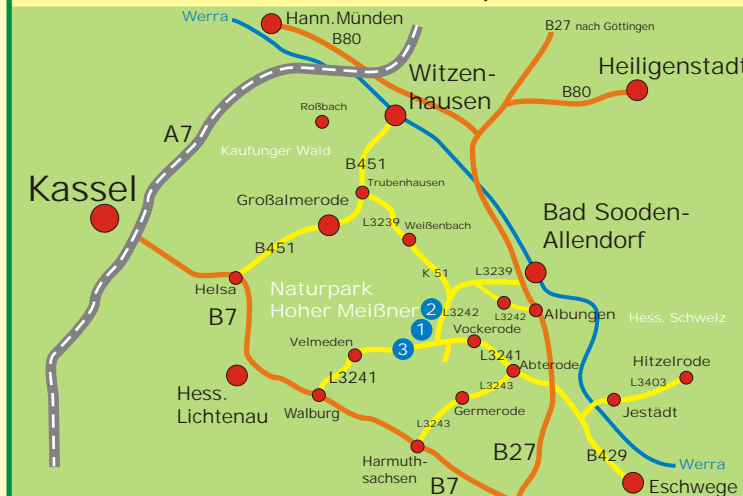 Werra
Hann.Münden
B80
B27 nach Göttingen
Witzen-
hausen
Heiligenstadt
B80
Roßbach
A7
Kaufunger Wald
B451
Trubenhausen
Kassel
Großalmerode
L3239
Weißenbach
Bad Sooden-
Allendorf
B451
K 51
L3239
Helsa
Naturpark
Hoher Meißner
2
L3242
L3242
Albungen
Hess. Schweiz
B7
1
Vockerode
Velmeden
3
L3241
Abterode
Hitzelrode
L3241
L3243
L3403
Hess.
Lichtenau
Walburg
Germerode
Jestädt
L3243
Harmuth-
sachsen
B27
B429
Werra
B7
Eschwege